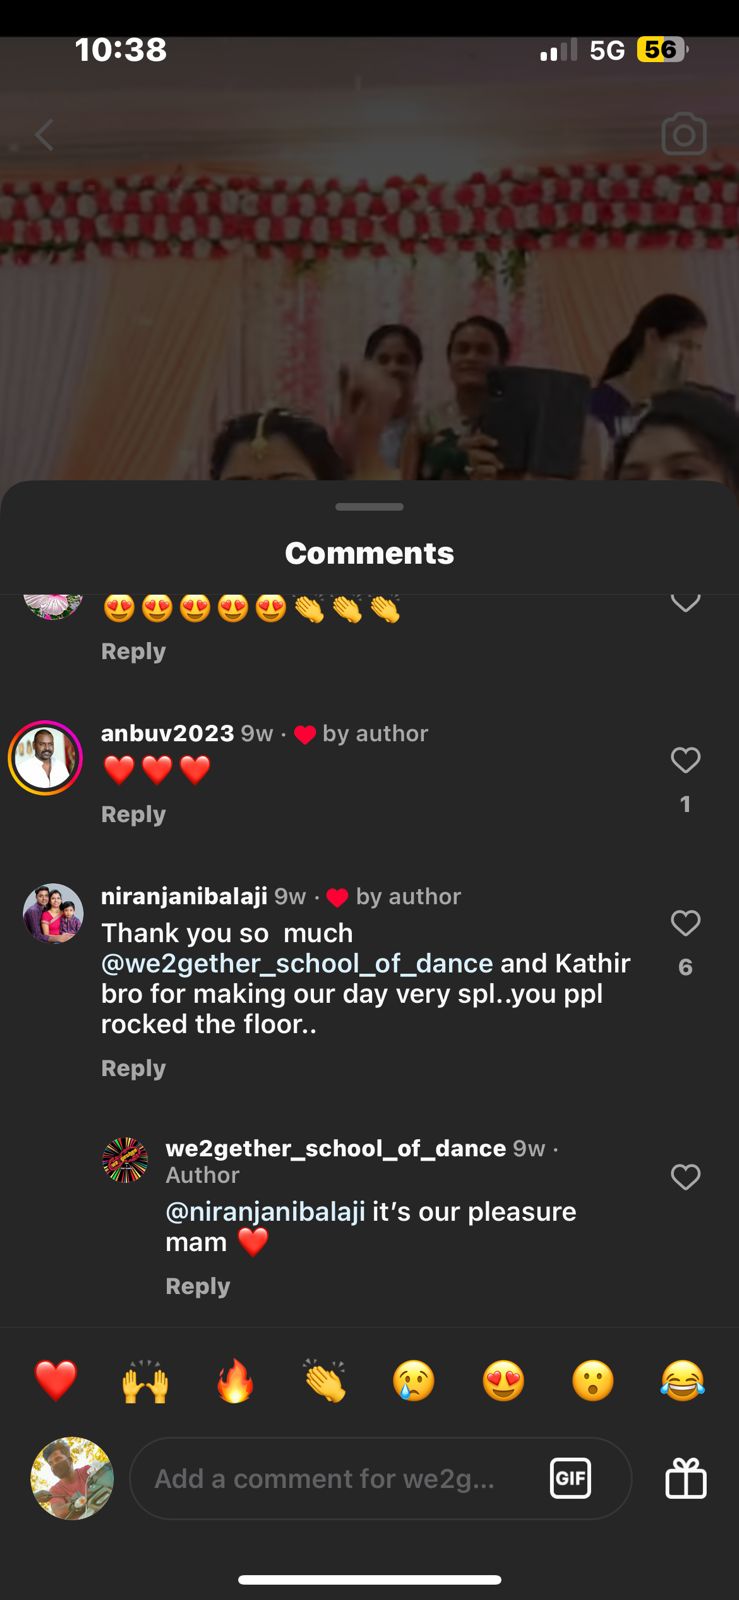 10:38
5G 56
Comments
😍😍😍😍😍👏👏👏
Reply
anbuv2023 9w · ❤️ by author
❤️❤️❤️
1
Reply
niranjanibalaji 9w · ❤️ by author
Thank you so  much
@we2gether_school_of_dance and Kathir
6
bro for making our day very spl..you ppl
rocked the floor..
Reply
we2gether_school_of_dance 9w ·
Author
@niranjanibalaji it’s our pleasure
mam ❤️
Reply
❤️ 🙌 🔥 👏 😢 😍 😮 😂
Add a comment for we2g...
GIF